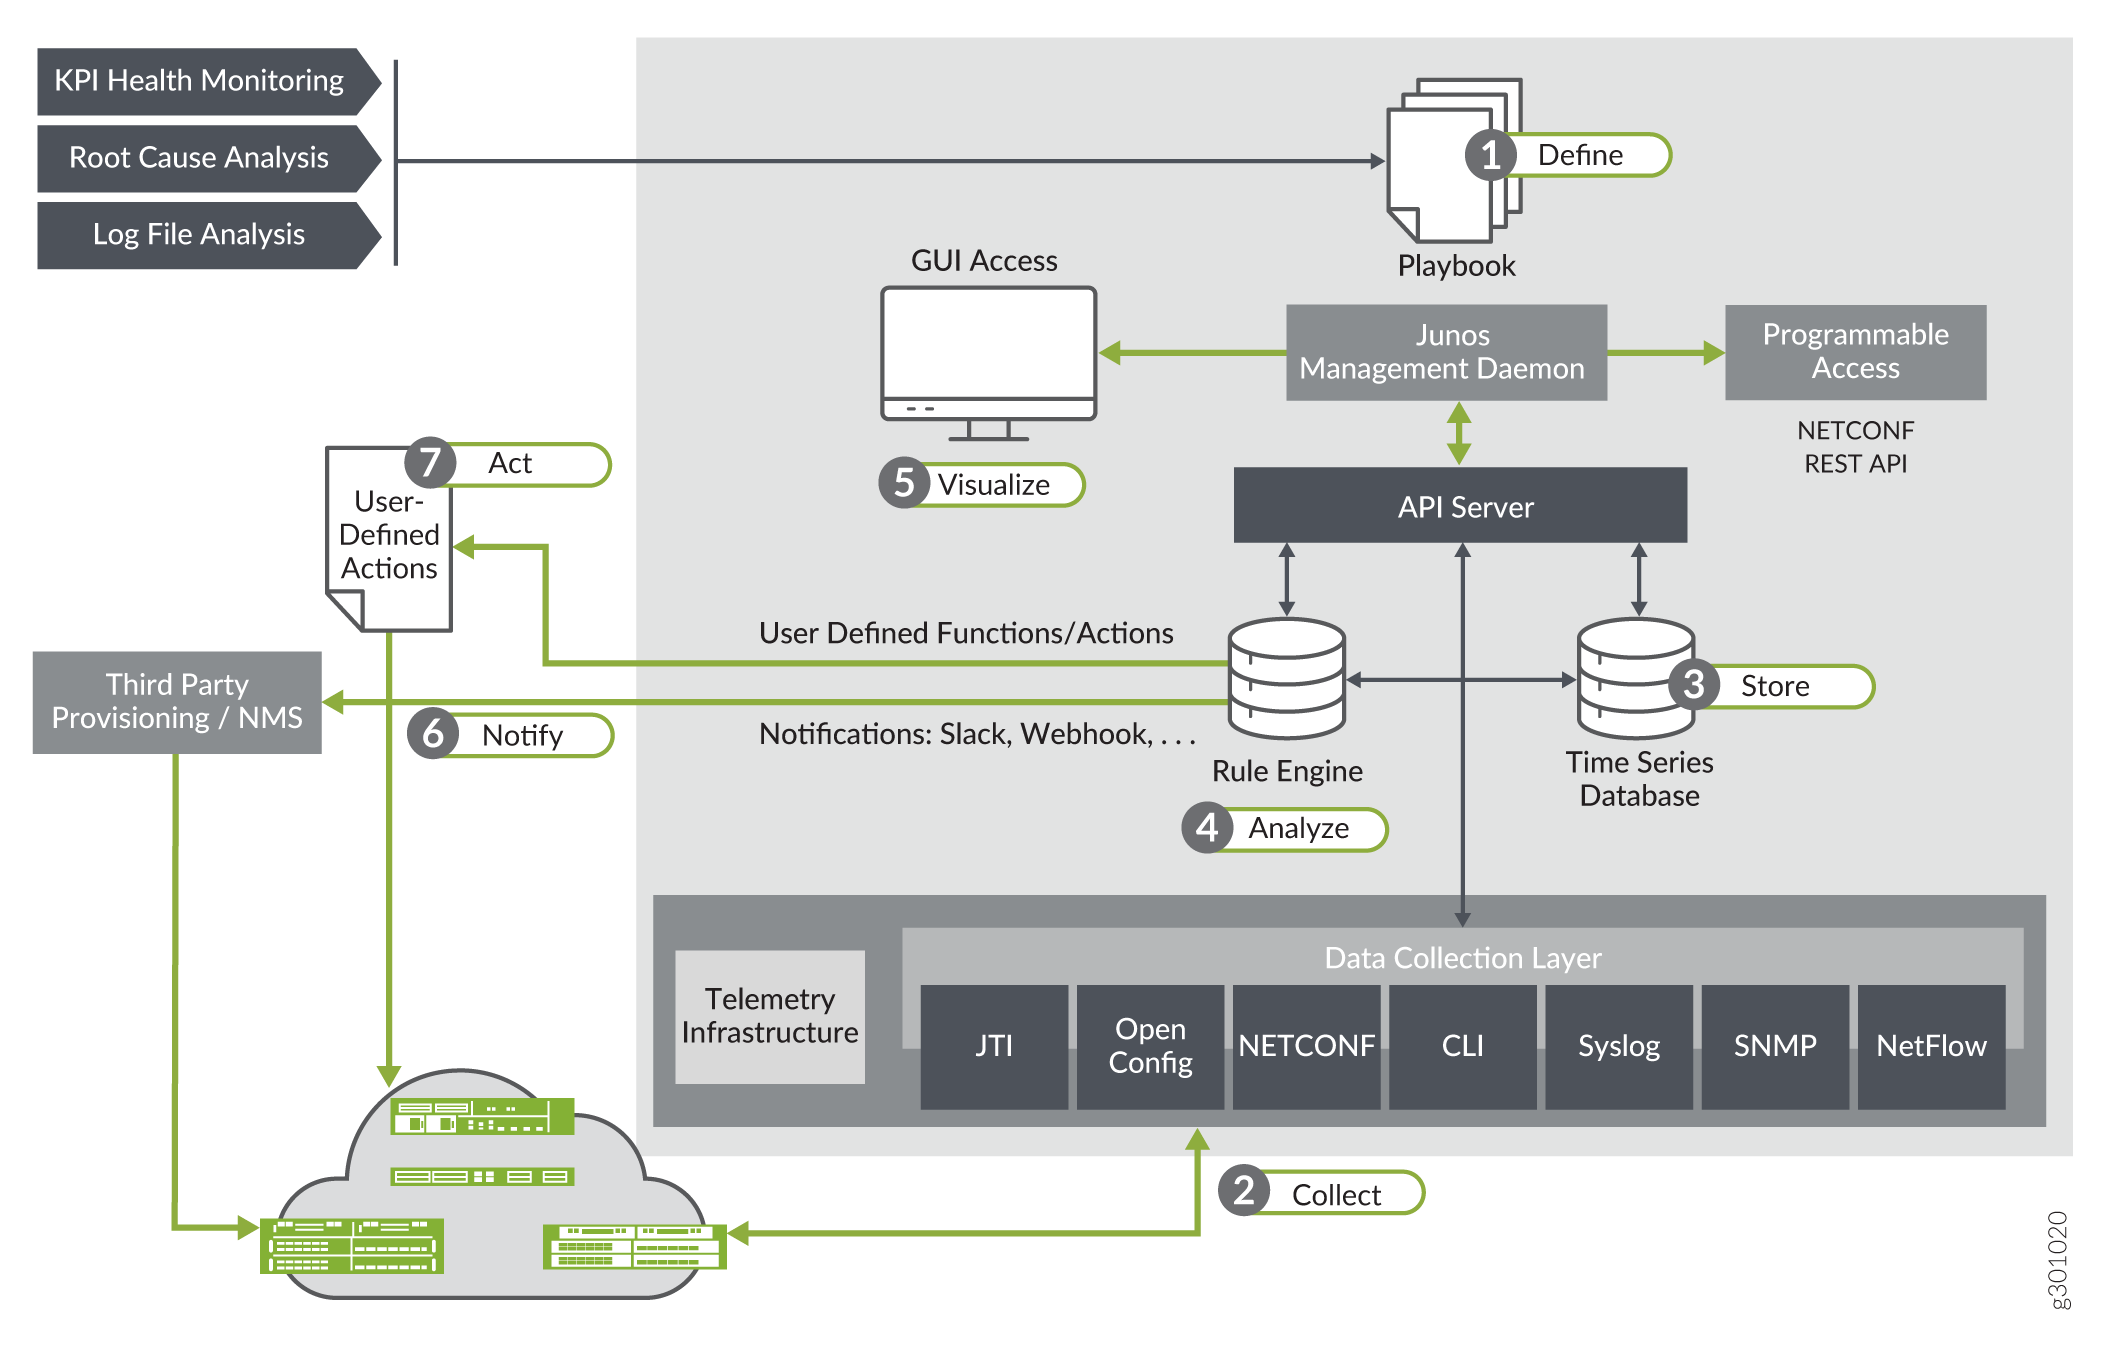 KPI Health Monitoring
Root Cause Analysis
Log File Analysis
1 Define
Playbook
GUI Access
Junos
Management Daemon
Programmable
Access
NETCONF
REST API
5 Visualize
7 Act
User-
Defined
Actions
API Server
User Defined Functions/Actions
Third Party
Provisioning / NMS
6 Notify
Notifications: Slack, Webhook, . . .
3 Store
Rule Engine
Time Series
Database
4 Analyze
Data Collection Layer
Telemetry
Infrastructure
JTI
Open
Config
NETCONF
CLI
Syslog
SNMP
NetFlow
2 Collect
g301020